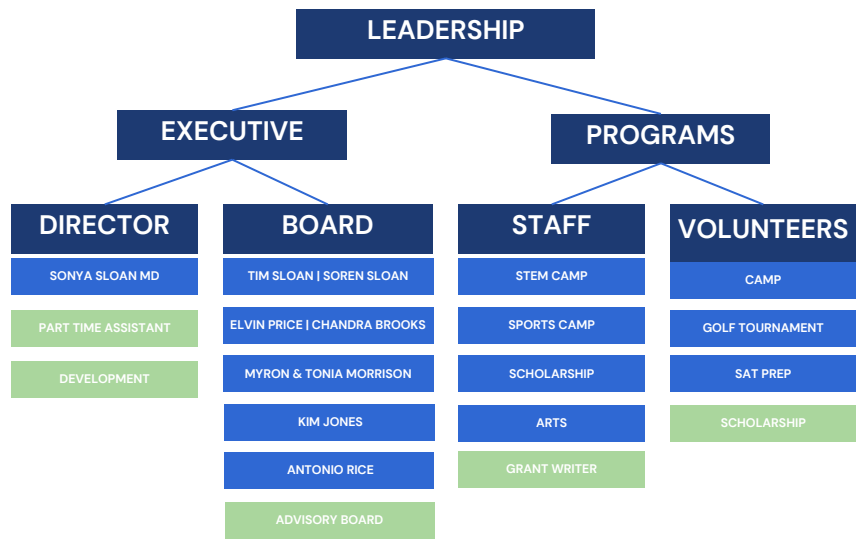 LEADERSHIP
EXECUTIVE
PROGRAMS
DIRECTOR
SONYA SLOAN MD
PART TIME ASSISTANT
DEVELOPMENT
BOARD
TIM SLOAN | SOREN SLOAN
ELVIN PRICE | CHANDRA BROOKS
MYRON & TONIA MORRISON
KIM JONES
ANTONIO RICE
ADVISORY BOARD
STAFF
STEM CAMP
SPORTS CAMP
SCHOLARSHIP
ARTS
GRANT WRITER
VOLUNTEERS
CAMP
GOLF TOURNAMENT
SAT PREP
SCHOLARSHIP